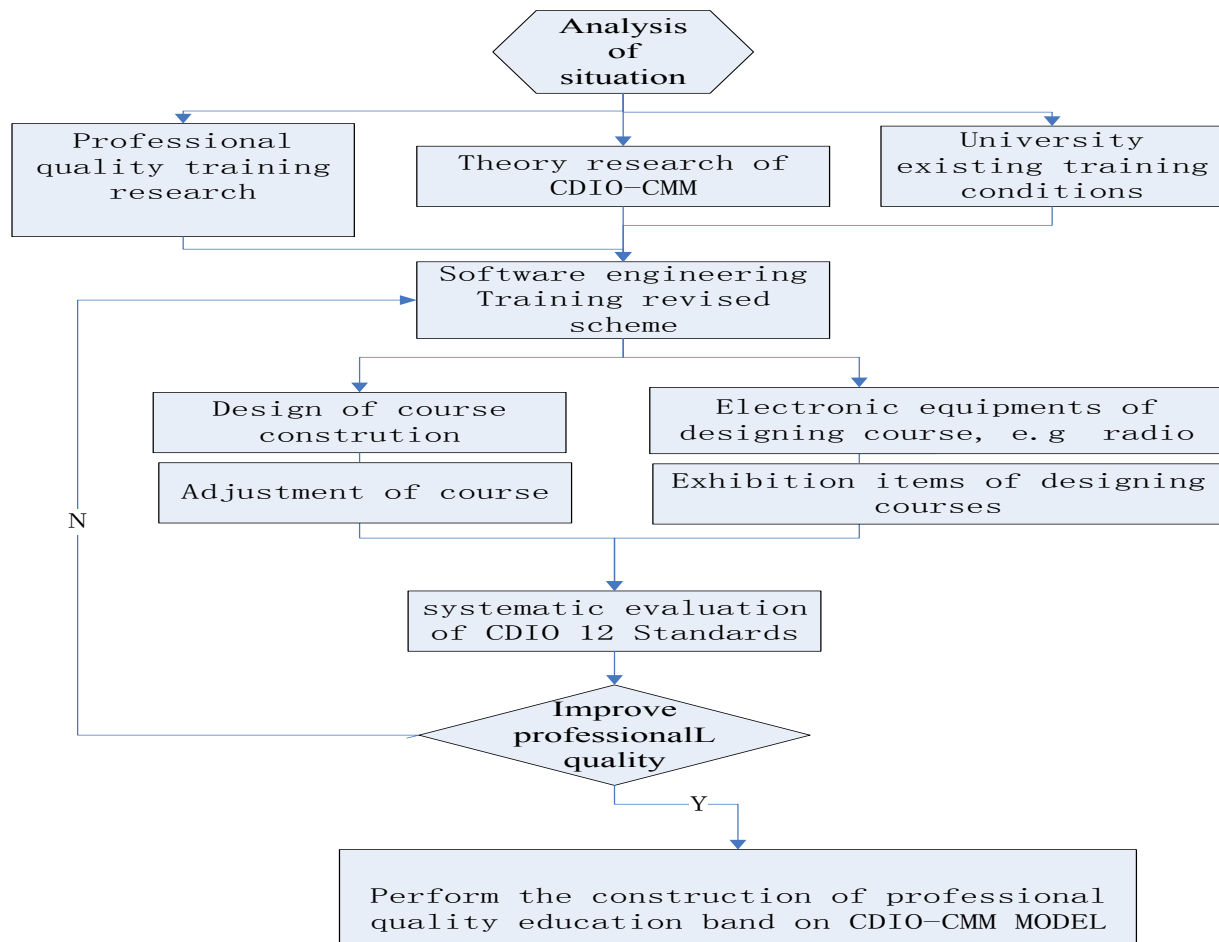 Analysis
of
situation
Professional
quality training
research
Theory research of
CDIO-CMM
University
existing training
conditions
Software engineering
Training revised
scheme
Design of course
constrution
Electronic equipments of
designing course, e.g radio
Adjustment of course
Exhibition items of designing
courses
N
systematic evaluation
of CDIO 12 Standards
Improve
professionalL
quality
Y
Perform the construction of professional
quality education band on CDIO-CMM MODEL